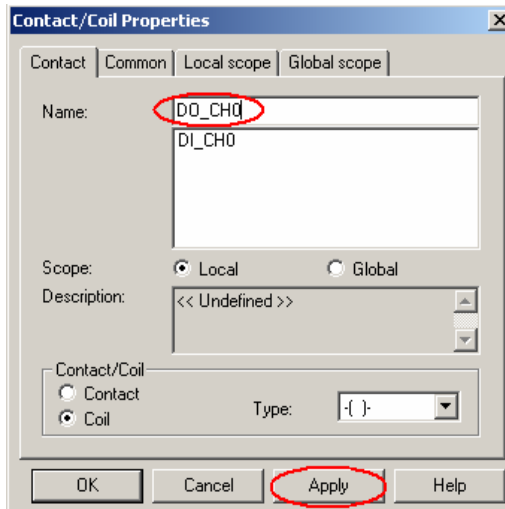 Contact/Coil Properties
Contact Common Local scope Global scope
Name: DO_CH0
DI_CH0
Scope: Local Global
Description: << Undefined >>
Contact/Coil
Contact
Coil
Type: -( )-
OK Cancel Apply Help